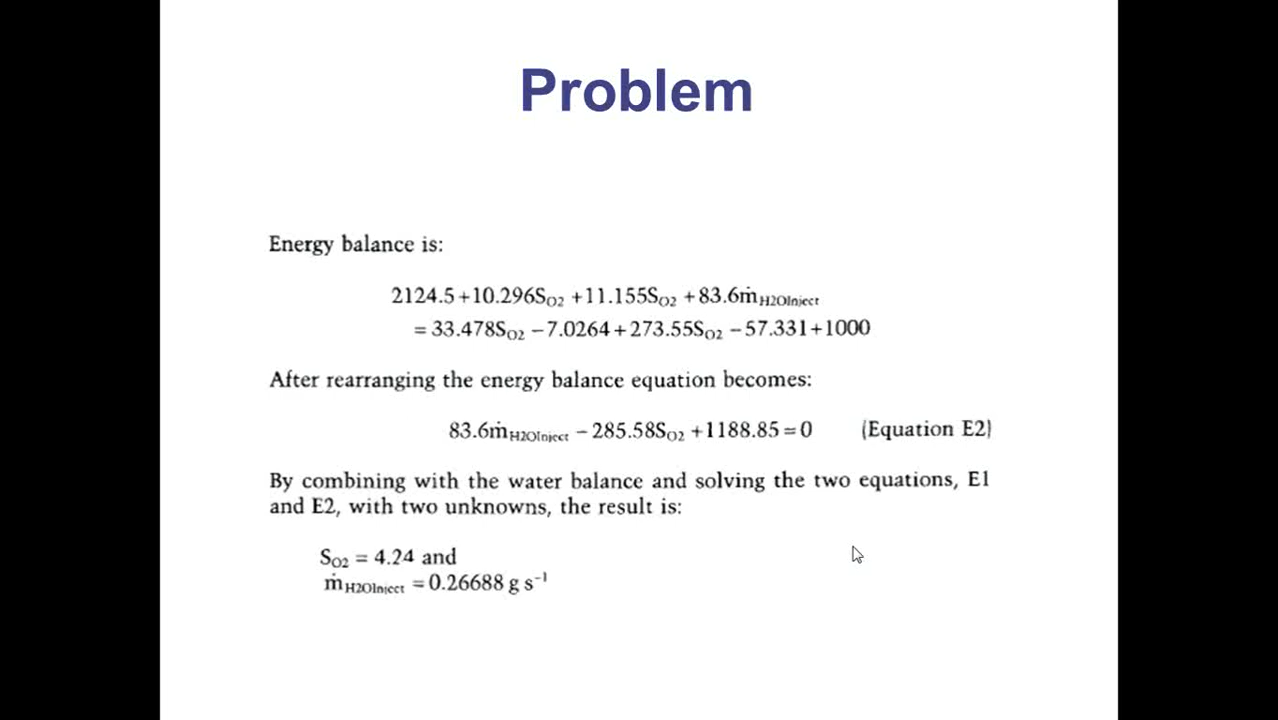 Problem
Energy balance is:
2124.5+10.296S_O2 +11.155S_O2 +83.6ṁ_H2OInject
= 33.478S_O2 −7.0264+273.55S_O2 −57.331+1000
After rearranging the energy balance equation becomes:
83.6ṁ_H2OInject − 285.58S_O2 +1188.85=0 (Equation E2)
By combining with the water balance and solving the two equations, E1
and E2, with two unknowns, the result is:
S_O2 = 4.24 and
ṁ_H2OInject = 0.26688 g s⁻¹